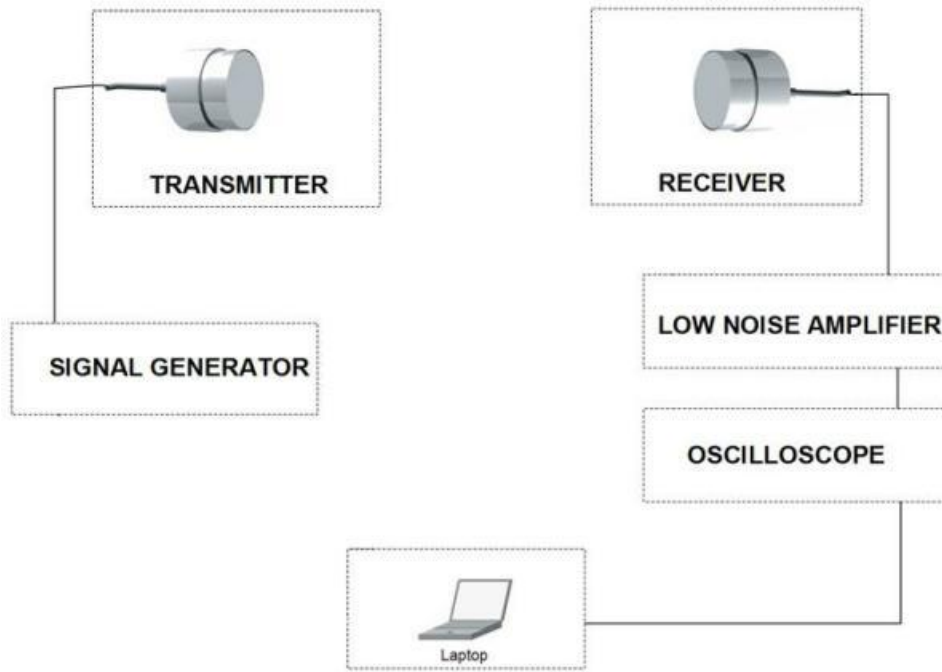 TRANSMITTER
RECEIVER
SIGNAL GENERATOR
LOW NOISE AMPLIFIER
OSCILLOSCOPE
Laptop